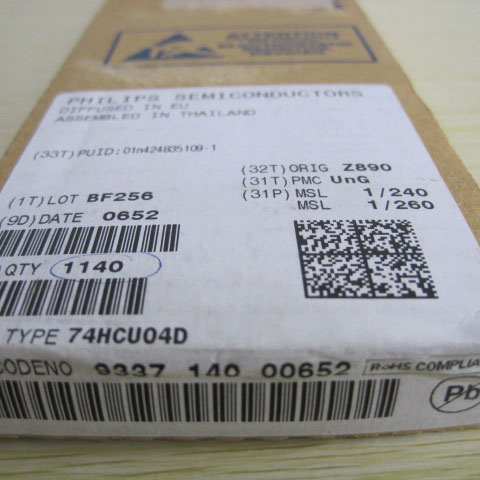 ATTENTION
PHILIPS SEMICONDUCTORS
DIFFUSED IN EU
ASSEMBLED IN THAILAND
(33T) PUID: 01n424835109-1
(32T) ORIG Z890
(31T) PMC UnG
(31P) MSL 1/240
MSL 1/260
(1T) LOT BF256
(9D) DATE 0652
QTY 1140
TYPE 74HCU04D
CODENO 9337 140 00652
RoHS COMPLIA
Pb